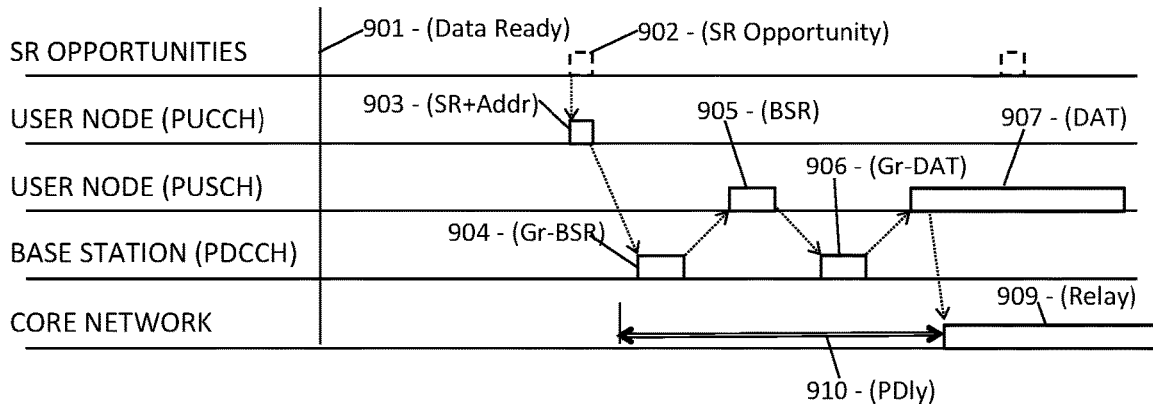 901 - (Data Ready)
902 - (SR Opportunity)
SR OPPORTUNITIES
903 - (SR+Addr)
905 - (BSR)
907 - (DAT)
USER NODE (PUCCH)
906 - (Gr-DAT)
USER NODE (PUSCH)
904 - (Gr-BSR)
BASE STATION (PDCCH)
909 - (Relay)
CORE NETWORK
910 - (PDly)